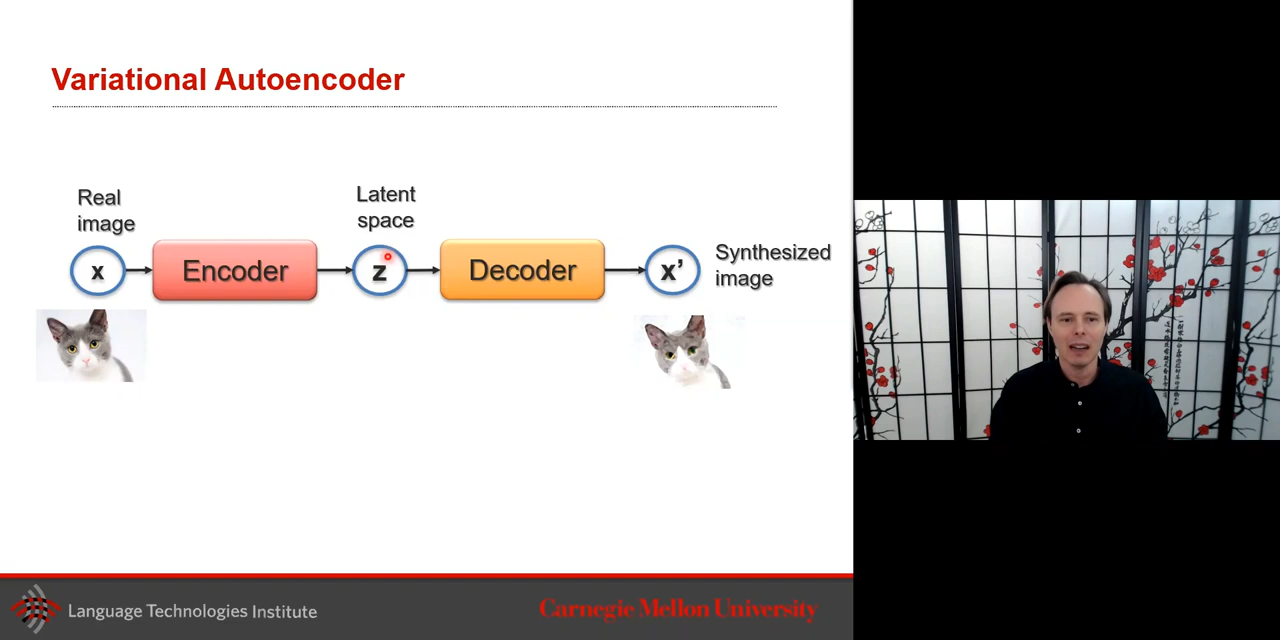 Variational Autoencoder
Real
image
Latent
space
x
Encoder
z
Decoder
x’
Synthesized
image
Language Technologies Institute
Carnegie Mellon University